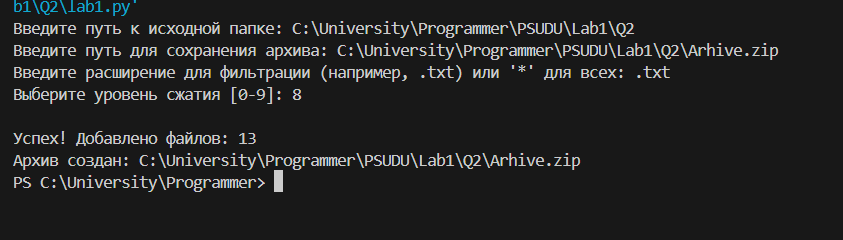 b1\Q2\lab1.py'
Введите путь к исходной папке: C:\University\Programmer\PSUDU\Lab1\Q2
Введите путь для сохранения архива: C:\University\Programmer\PSUDU\Lab1\Q2\Arhive.zip
Введите расширение для фильтрации (например, .txt) или '*' для всех: .txt
Выберите уровень сжатия [0-9]: 8
Успех! Добавлено файлов: 13
Архив создан: C:\University\Programmer\PSUDU\Lab1\Q2\Arhive.zip
PS C:\University\Programmer>